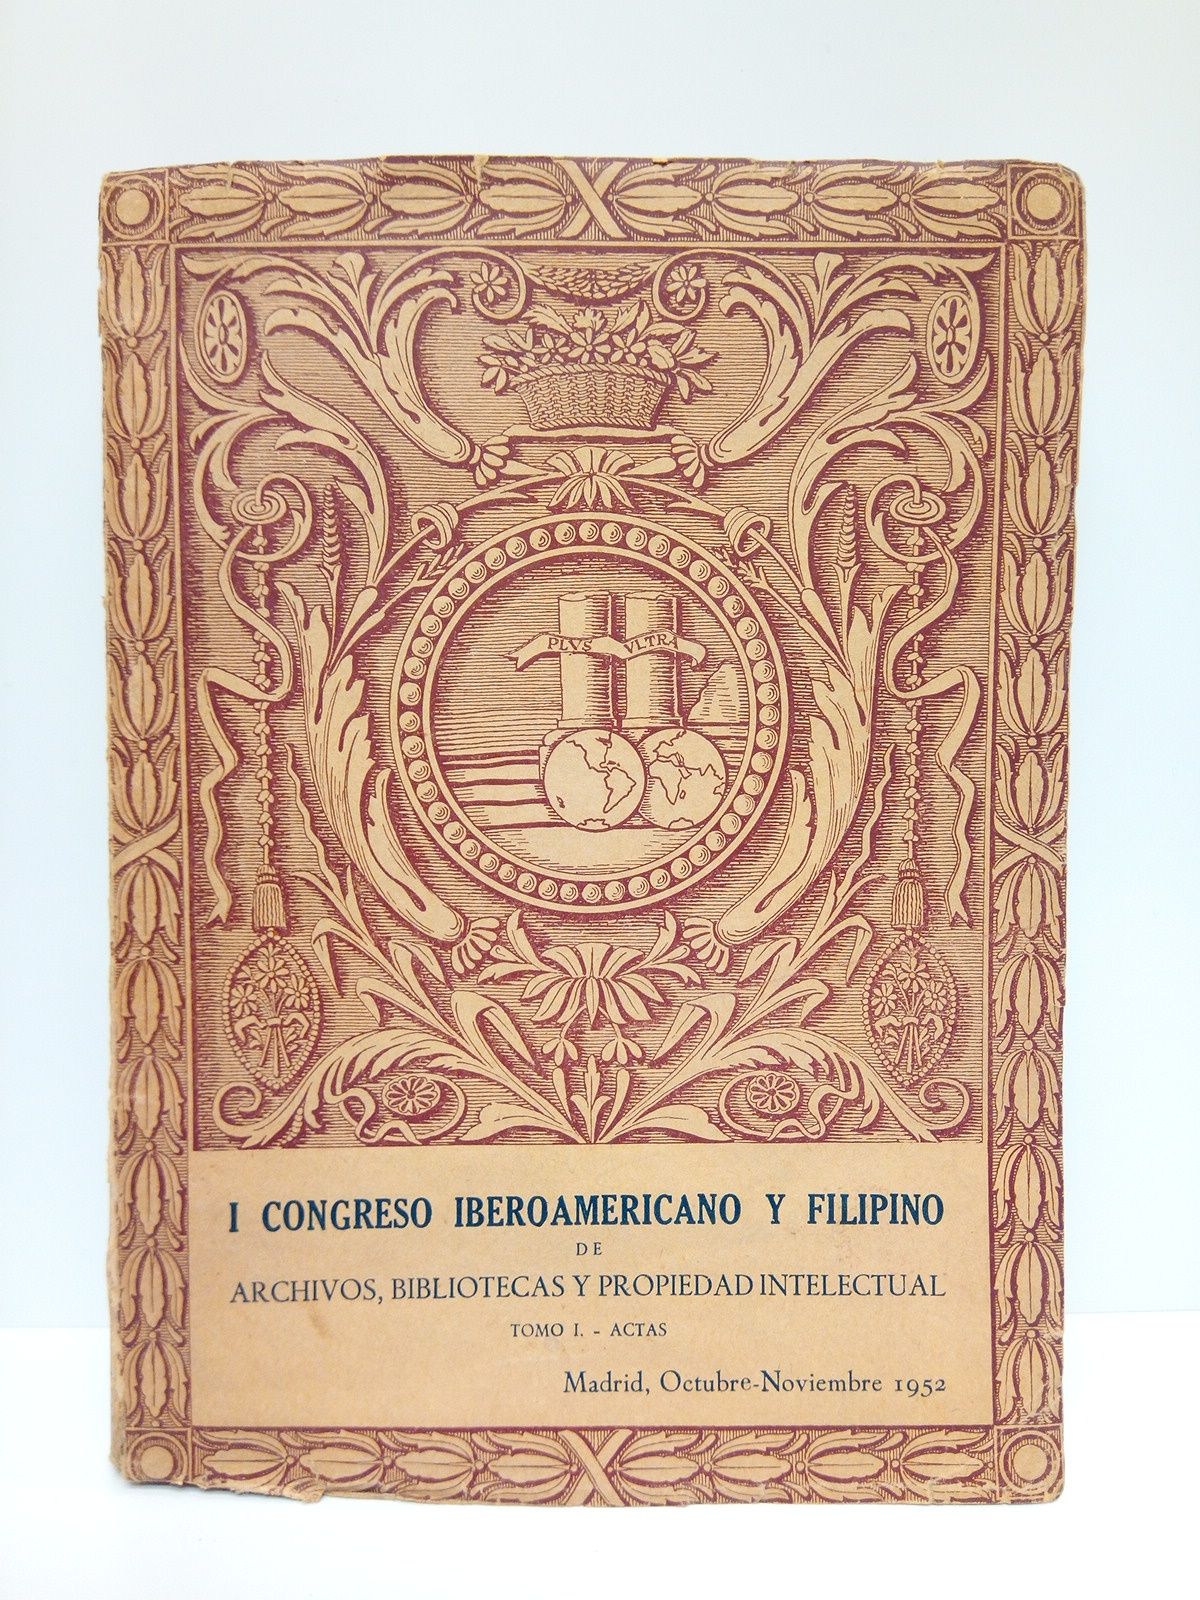 PLVS VLTRA
I CONGRESO IBEROAMERICANO Y FILIPINO
DE
ARCHIVOS, BIBLIOTECAS Y PROPIEDAD INTELECTUAL
TOMO I. - ACTAS
Madrid, Octubre-Noviembre 1952